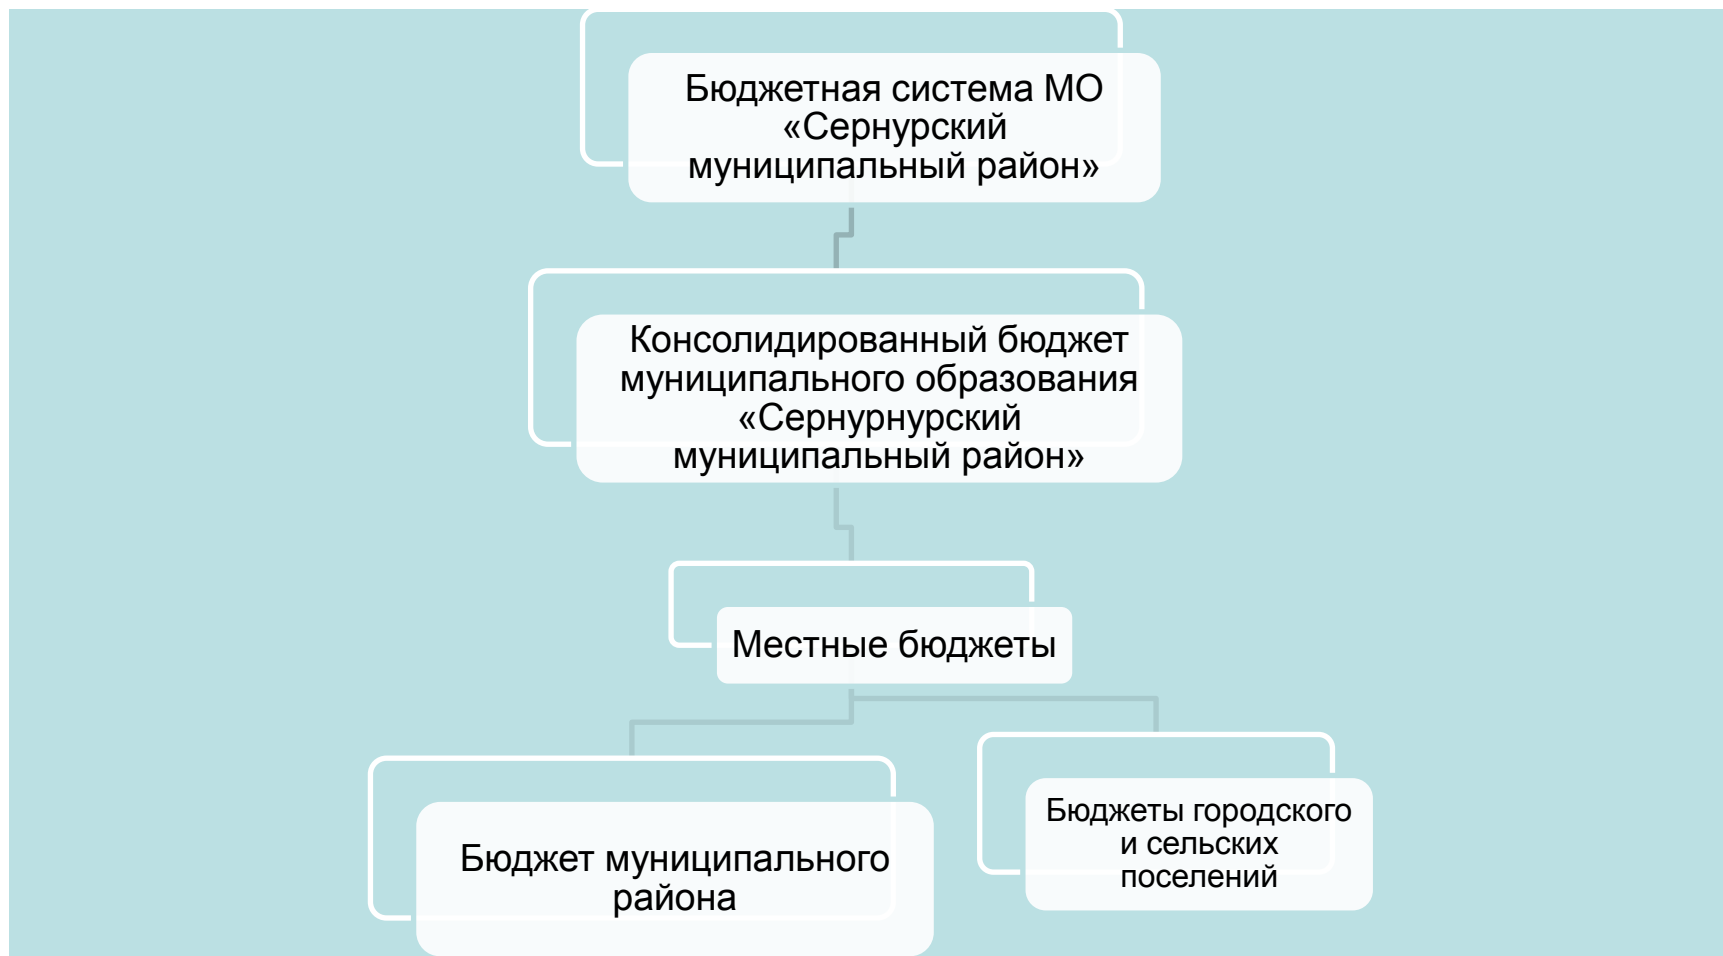 Бюджетная система МО
«Сернурский
муниципальный район»
Консолидированный бюджет
муниципального образования
«Сернурнурский
муниципальный район»
Местные бюджеты
Бюджет муниципального
района
Бюджеты городского
и сельских
поселений